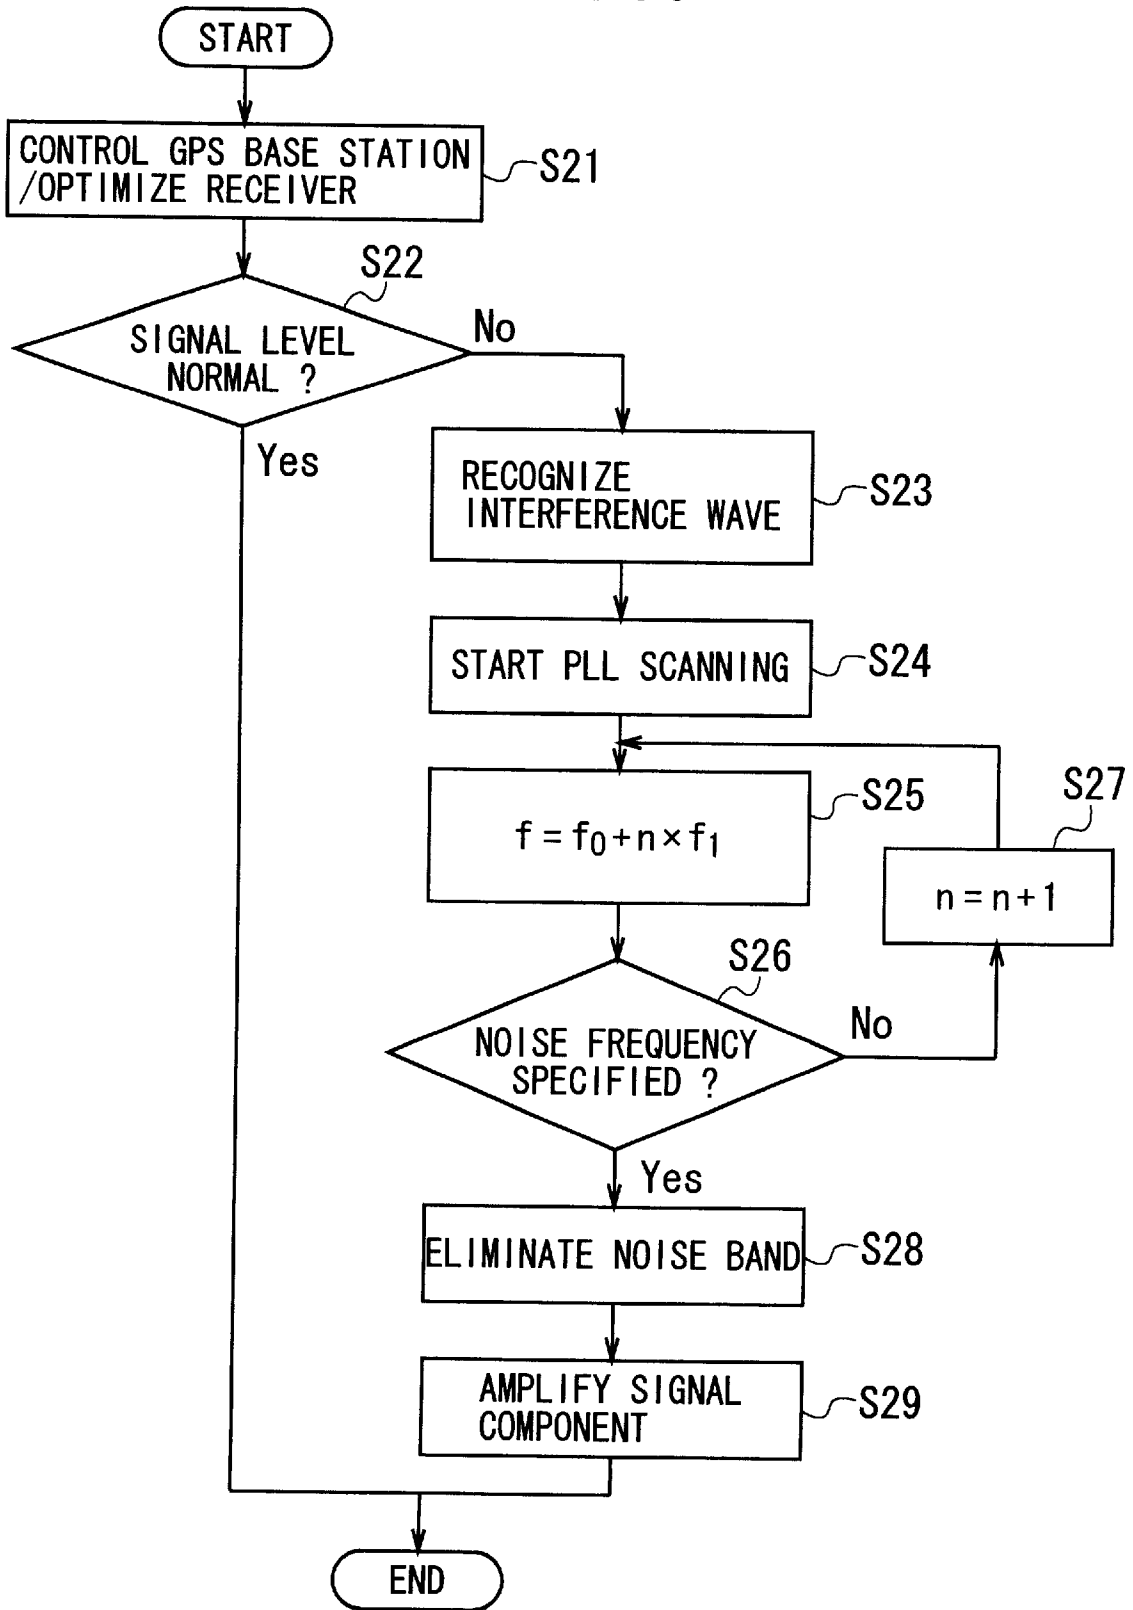 START
CONTROL GPS BASE STATION
/OPTIMIZE RECEIVER
S21
S22
SIGNAL LEVEL
NORMAL ?
No
Yes
RECOGNIZE
INTERFERENCE WAVE
S23
START PLL SCANNING
S24
f=f0+n×f1
S25
S27
n=n+1
S26
NOISE FREQUENCY
SPECIFIED ?
No
Yes
ELIMINATE NOISE BAND
S28
AMPLIFY SIGNAL
COMPONENT
S29
END